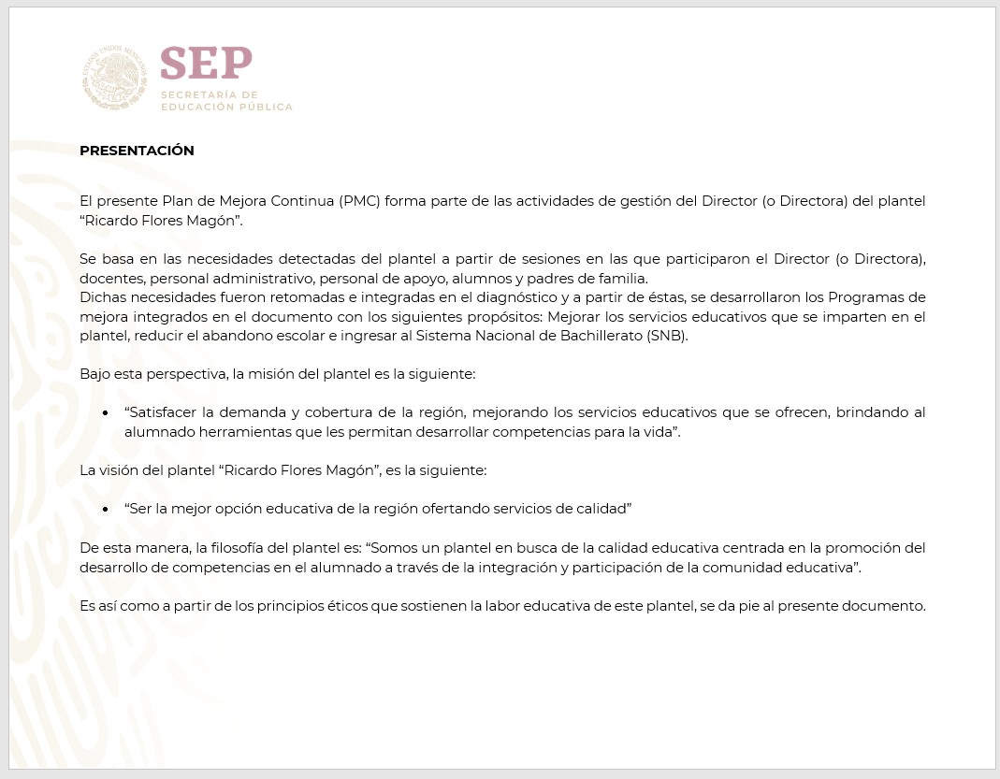 ESTADOS UNIDOS MEXICANOS
SEP
SECRETARÍA DE
EDUCACIÓN PÚBLICA
PRESENTACIÓN
El presente Plan de Mejora Continua (PMC) forma parte de las actividades de gestión del Director (o Directora) del plantel
“Ricardo Flores Magón”.
Se basa en las necesidades detectadas del plantel a partir de sesiones en las que participaron el Director (o Directora),
docentes, personal administrativo, personal de apoyo, alumnos y padres de familia.
Dichas necesidades fueron retomadas e integradas en el diagnóstico y a partir de éstas, se desarrollaron los Programas de
mejora integrados en el documento con los siguientes propósitos: Mejorar los servicios educativos que se imparten en el
plantel, reducir el abandono escolar e ingresar al Sistema Nacional de Bachillerato (SNB).
Bajo esta perspectiva, la misión del plantel es la siguiente:
• “Satisfacer la demanda y cobertura de la región, mejorando los servicios educativos que se ofrecen, brindando al
alumnado herramientas que les permitan desarrollar competencias para la vida”.
La visión del plantel “Ricardo Flores Magón”, es la siguiente:
• “Ser la mejor opción educativa de la región ofertando servicios de calidad”
De esta manera, la filosofía del plantel es: “Somos un plantel en busca de la calidad educativa centrada en la promoción del
desarrollo de competencias en el alumnado a través de la integración y participación de la comunidad educativa”.
Es así como a partir de los principios éticos que sostienen la labor educativa de este plantel, se da pie al presente documento.